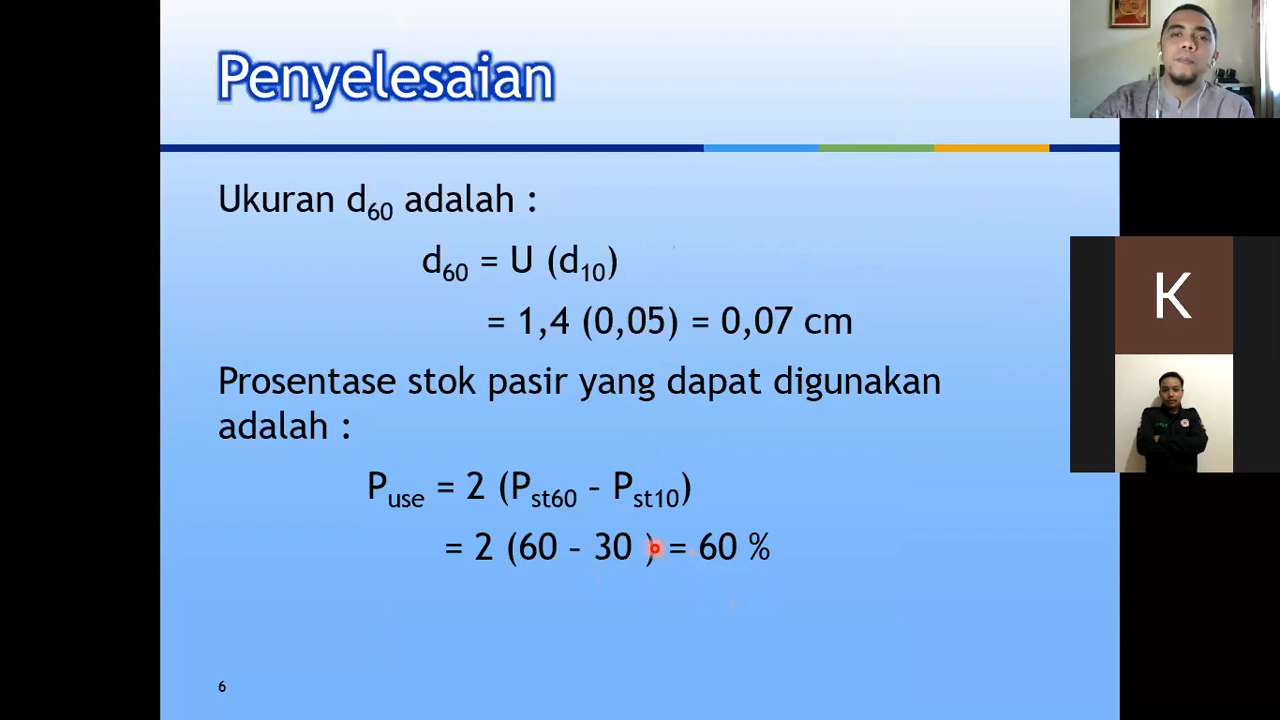 Penyelesaian
Ukuran d₆₀ adalah :
d₆₀ = U (d₁₀)
= 1,4 (0,05) = 0,07 cm
Prosentase stok pasir yang dapat digunakan
adalah :
Pᵤₛₑ = 2 (Pₛₜ₆₀ – Pₛₜ₁₀)
= 2 (60 – 30 ) = 60 %
6
K